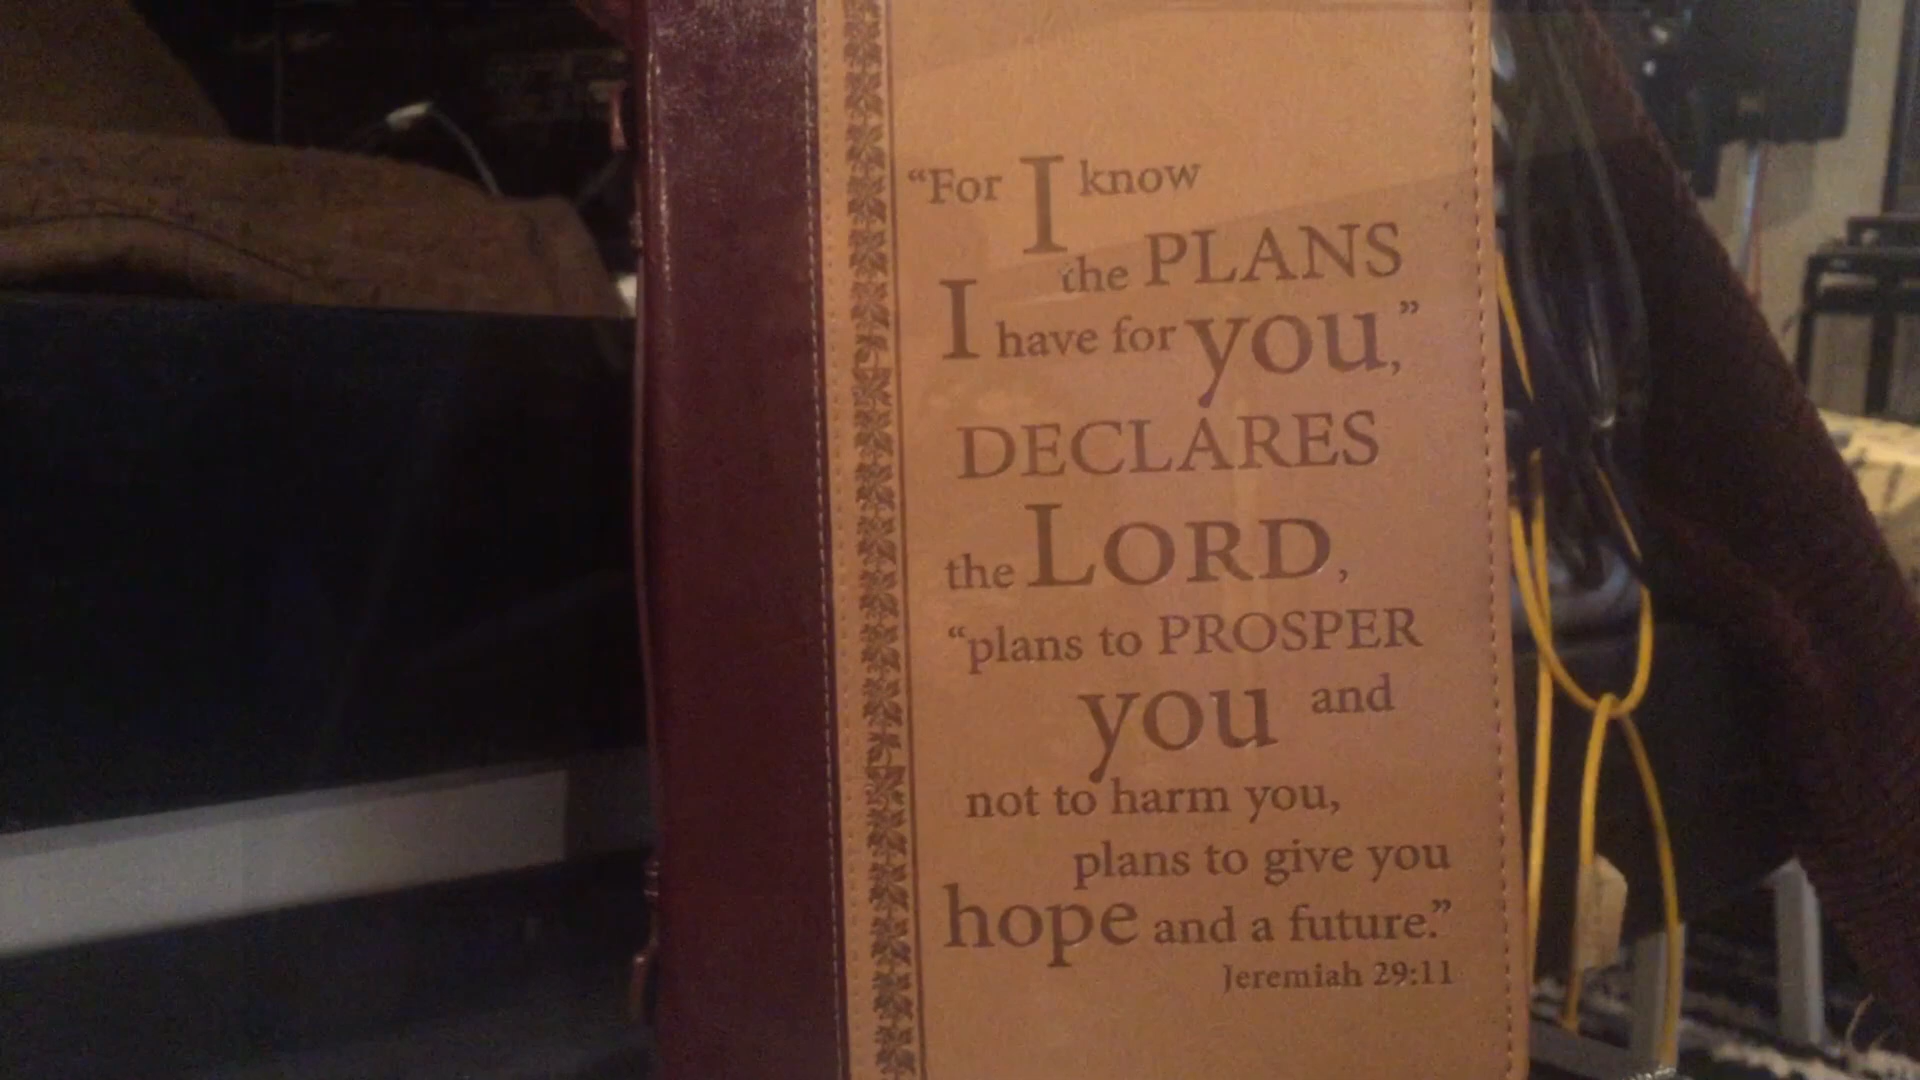 “For I know
the PLANS
I have for you,”
DECLARES
the LORD,
“plans to PROSPER
you and
not to harm you,
plans to give you
hope and a future.”
Jeremiah 29:11